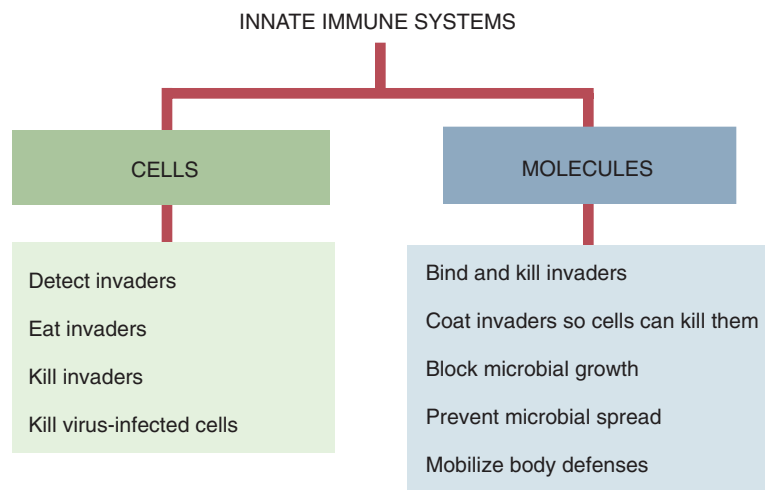 INNATE IMMUNE SYSTEMS
CELLS
MOLECULES
Detect invaders
Eat invaders
Kill invaders
Kill virus-infected cells
Bind and kill invaders
Coat invaders so cells can kill them
Block microbial growth
Prevent microbial spread
Mobilize body defenses